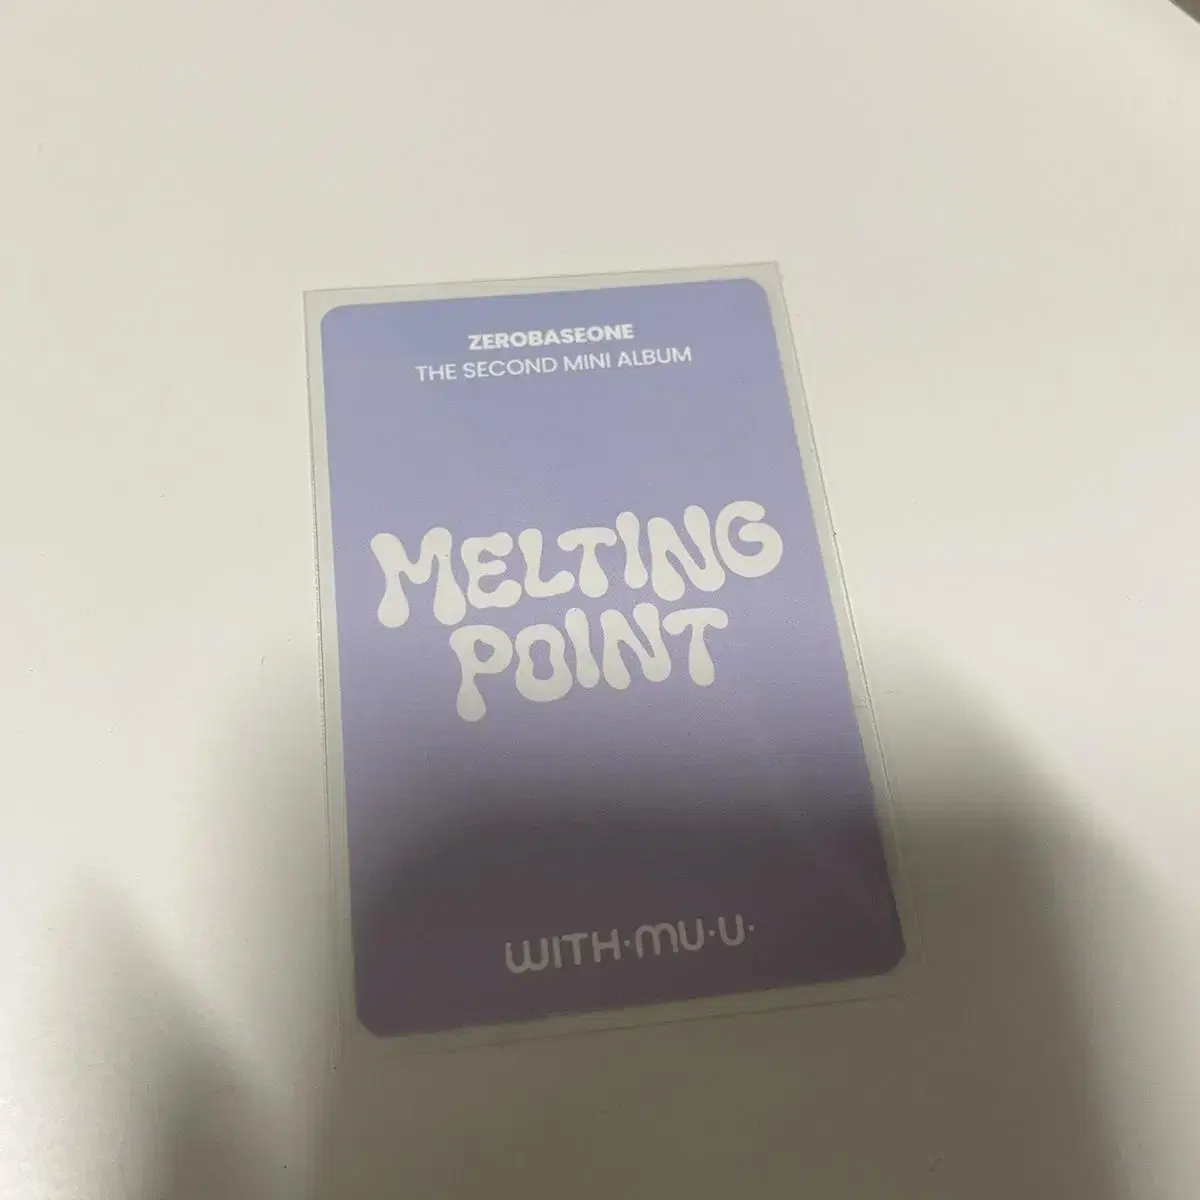 ZEROBASEONE
THE SECOND MINI ALBUM
MELTING
POINT
WITH·MU·U·